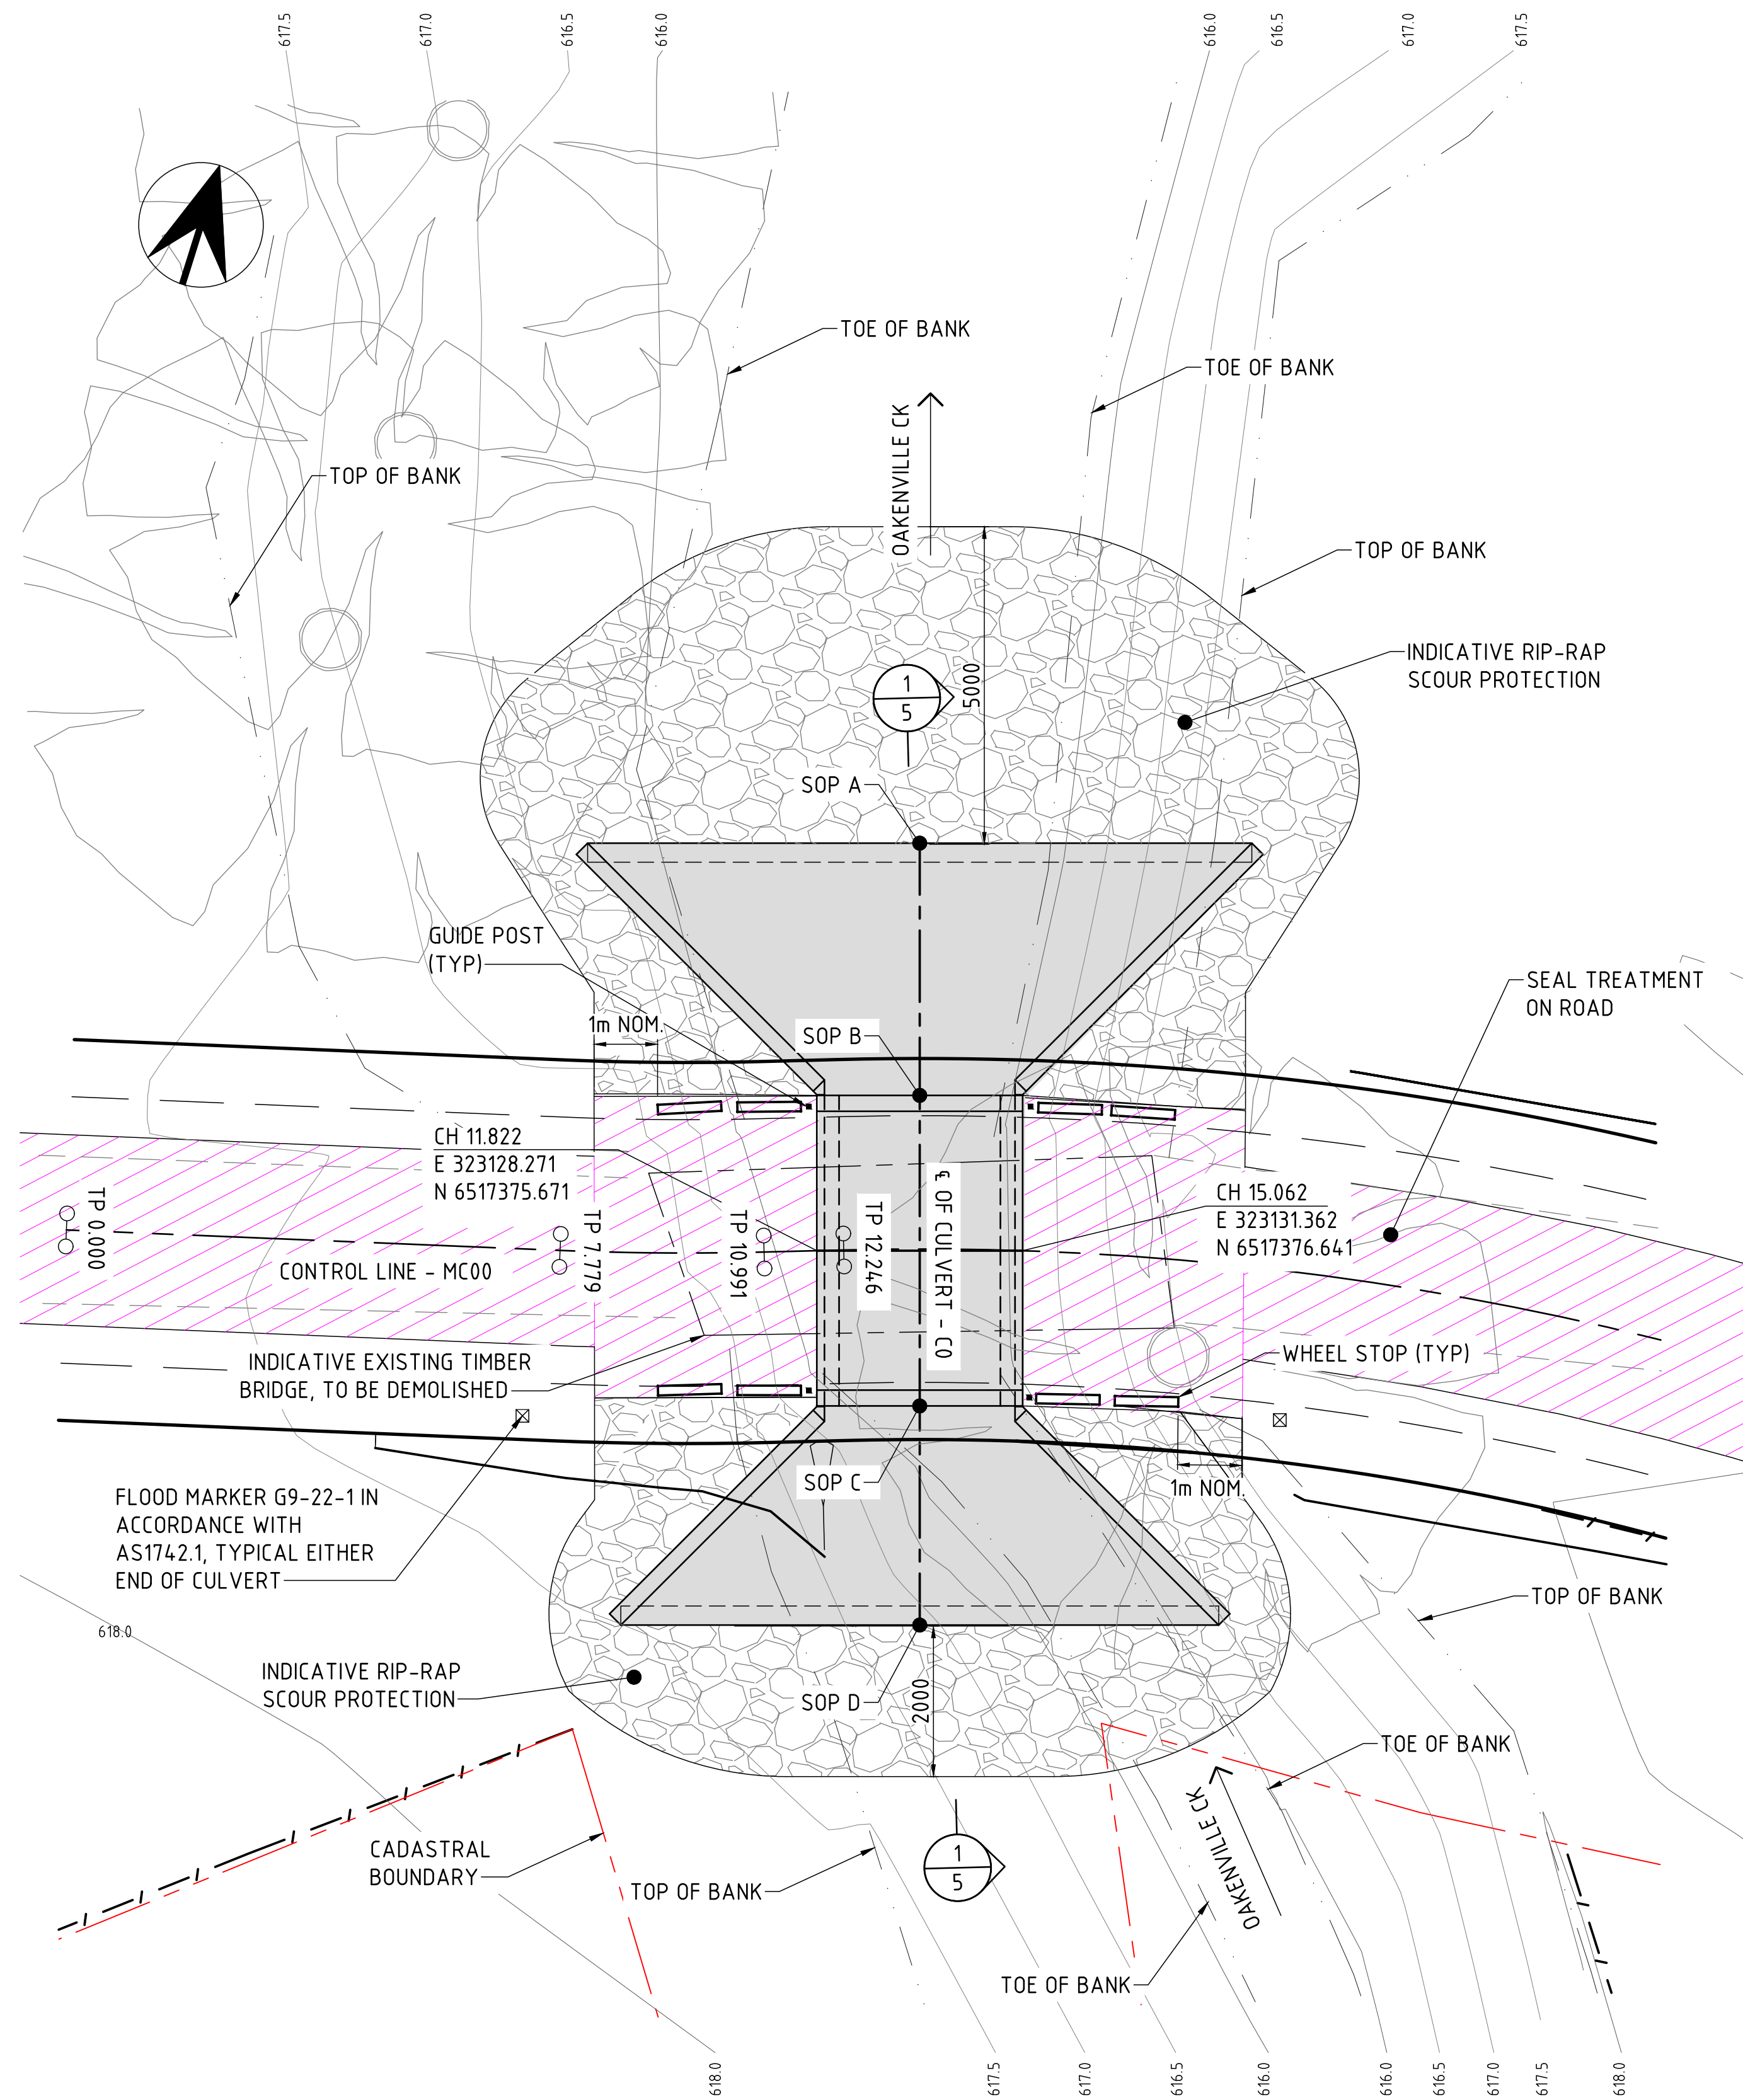 617.5
617.0
616.5
616.0
616.0
616.5
617.0
617.5
TOE OF BANK
TOE OF BANK
OAKENVILLE CK
TOP OF BANK
TOP OF BANK
INDICATIVE RIP-RAP
SCOUR PROTECTION
1
5
5000
SOP A
GUIDE POST
(TYP)
SEAL TREATMENT
ON ROAD
1m NOM.
SOP B
CH 11.822
E 323128.271
N 6517375.671
CH 15.062
E 323131.362
N 6517376.641
TP 0.000
TP 7.779
TP 10.991
TP 12.246
℄ OF CULVERT - C0
CONTROL LINE - MC00
INDICATIVE EXISTING TIMBER
BRIDGE, TO BE DEMOLISHED
WHEEL STOP (TYP)
SOP C
1m NOM.
FLOOD MARKER G9-22-1 IN
ACCORDANCE WITH
AS1742.1, TYPICAL EITHER
END OF CULVERT
TOP OF BANK
618.0
INDICATIVE RIP-RAP
SCOUR PROTECTION
SOP D
2000
TOE OF BANK
OAKENVILLE CK
CADASTRAL
BOUNDARY
1
5
TOP OF BANK
TOE OF BANK
618.0
617.5
617.0
616.5
616.0
616.0
616.5
617.0
617.5
618.0